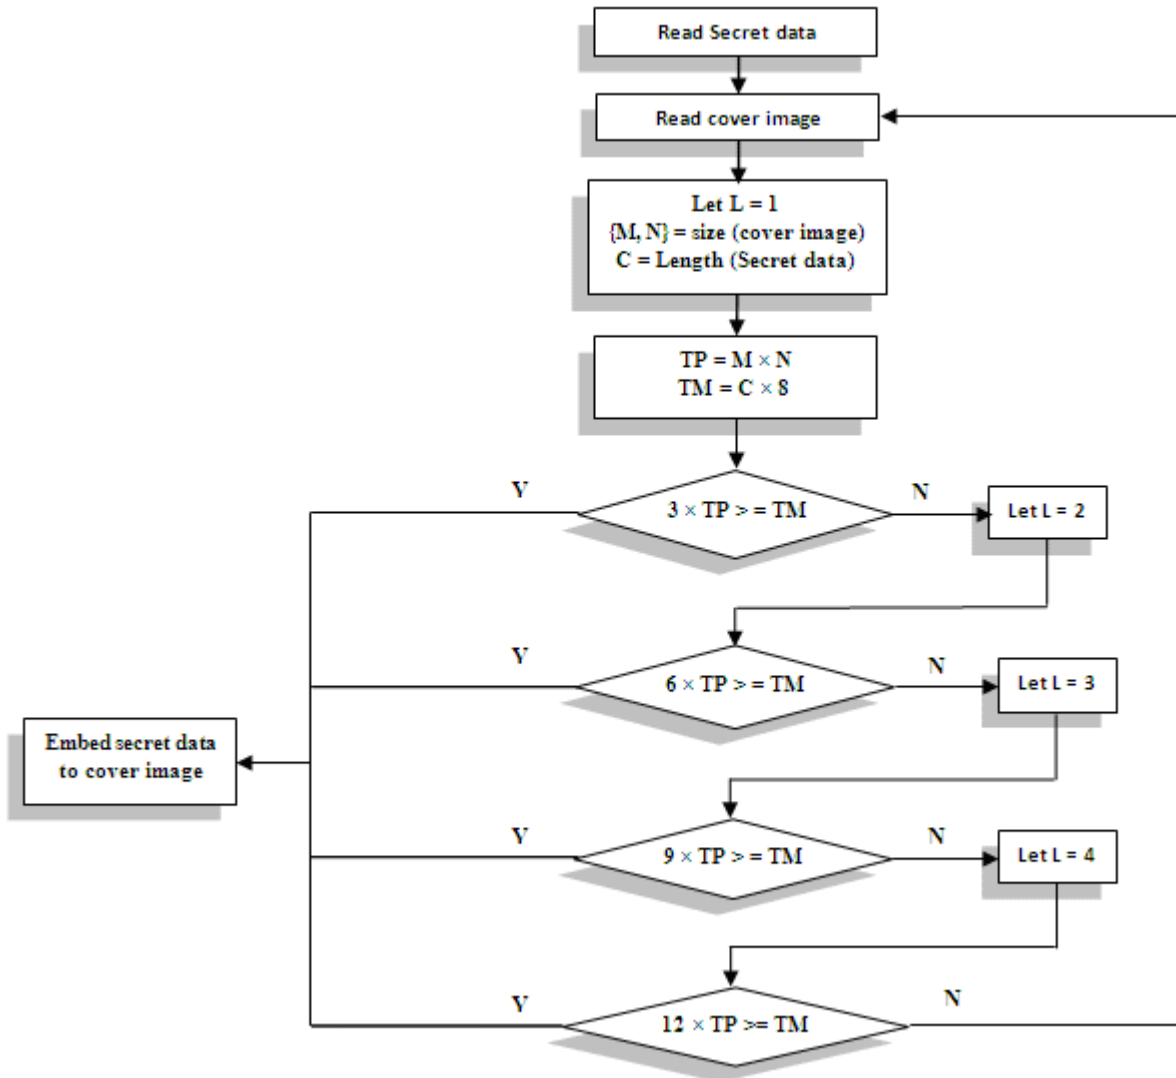 Read Secret data
Read cover image
Let L = 1
{M, N} = size (cover image)
C = Length (Secret data)
TP = M × N
TM = C × 8
Y
3 × TP > = TM
N
Let L = 2
Y
6 × TP > = TM
N
Let L = 3
Embed secret data
to cover image
Y
9 × TP > = TM
N
Let L = 4
Y
12 × TP >= TM
N